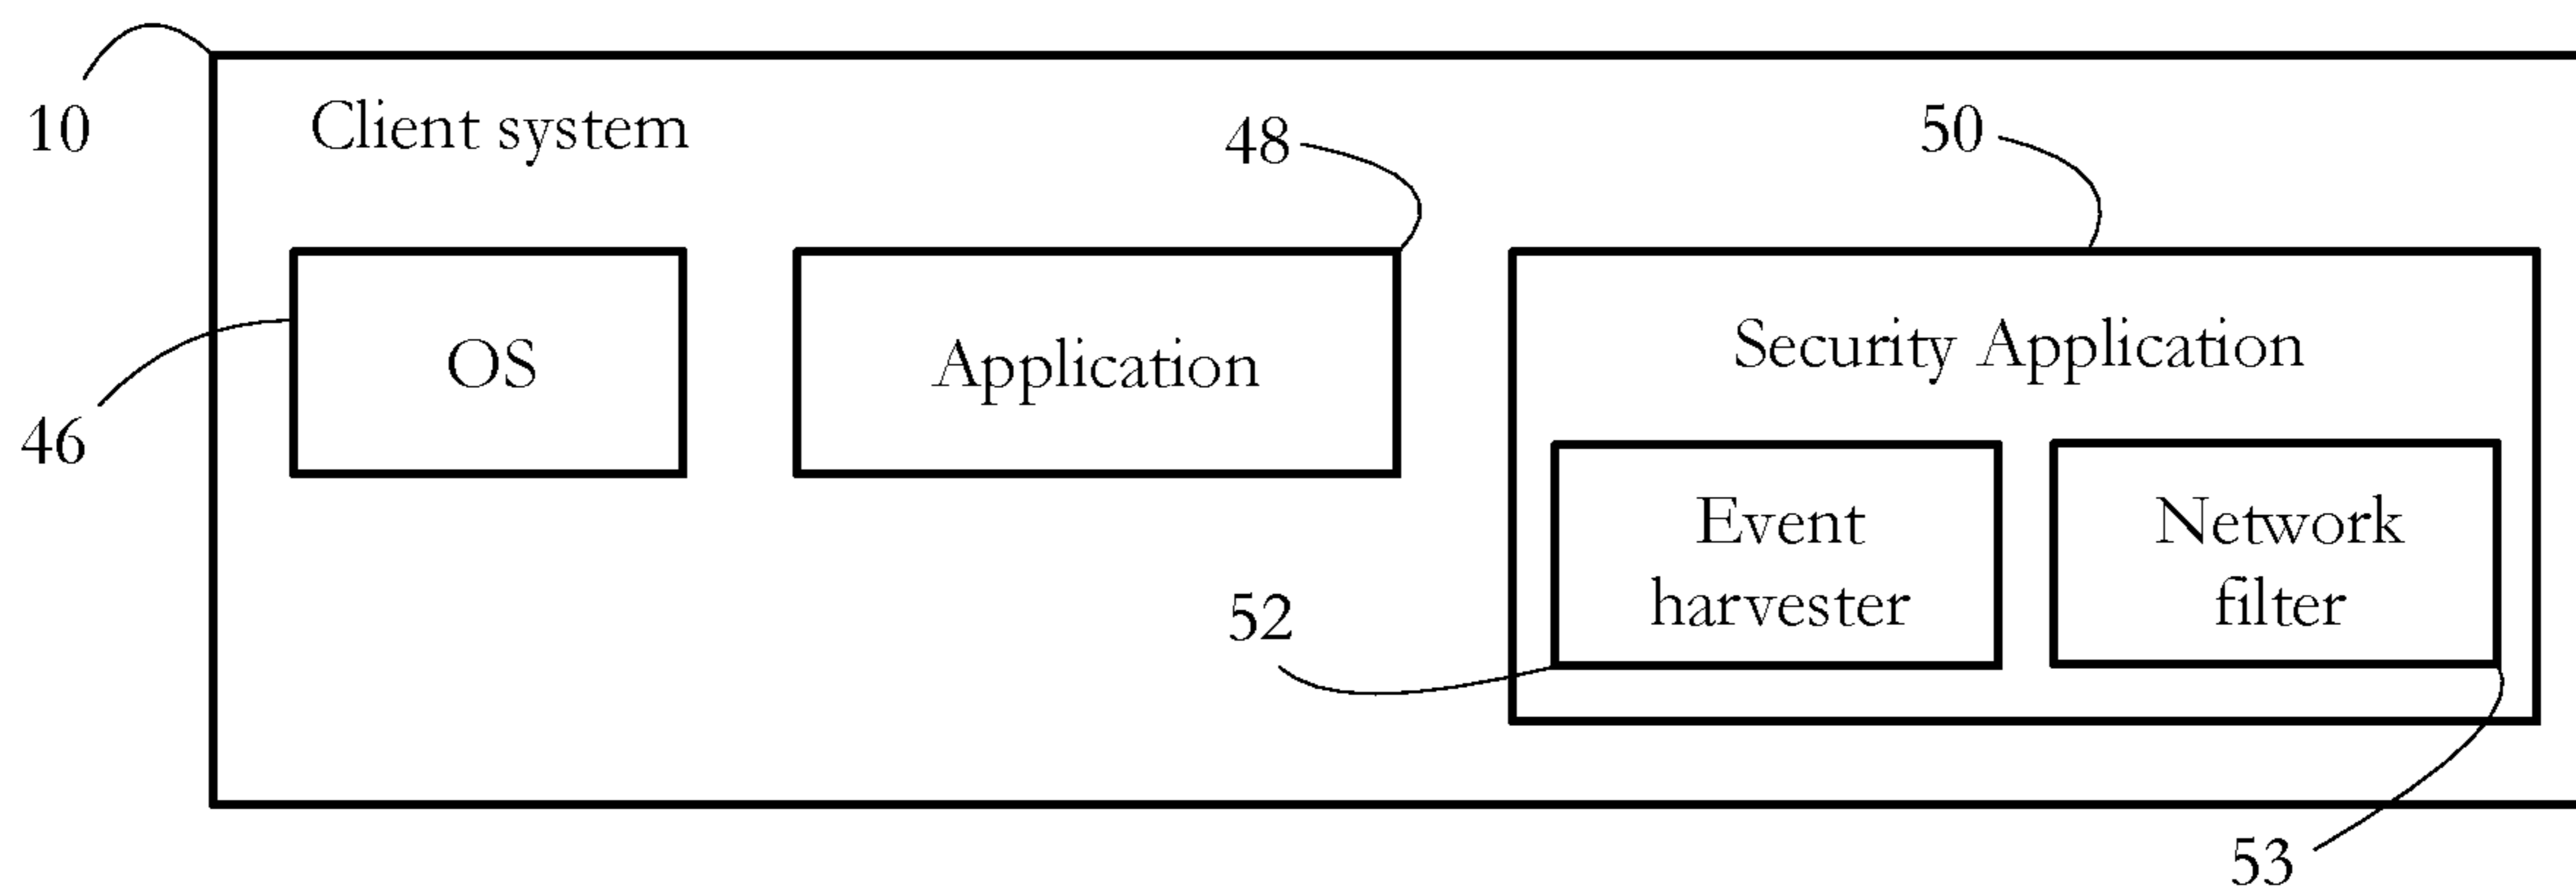 10
Client system
48
50
OS
Application
Security Application
46
Event
harvester
Network
filter
52
53